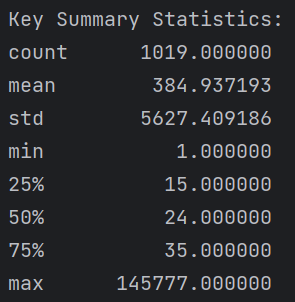 Key Summary Statistics:
count      1019.000000
mean        384.937193
std        5627.409186
min           1.000000
25%          15.000000
50%          24.000000
75%          35.000000
max      145777.000000